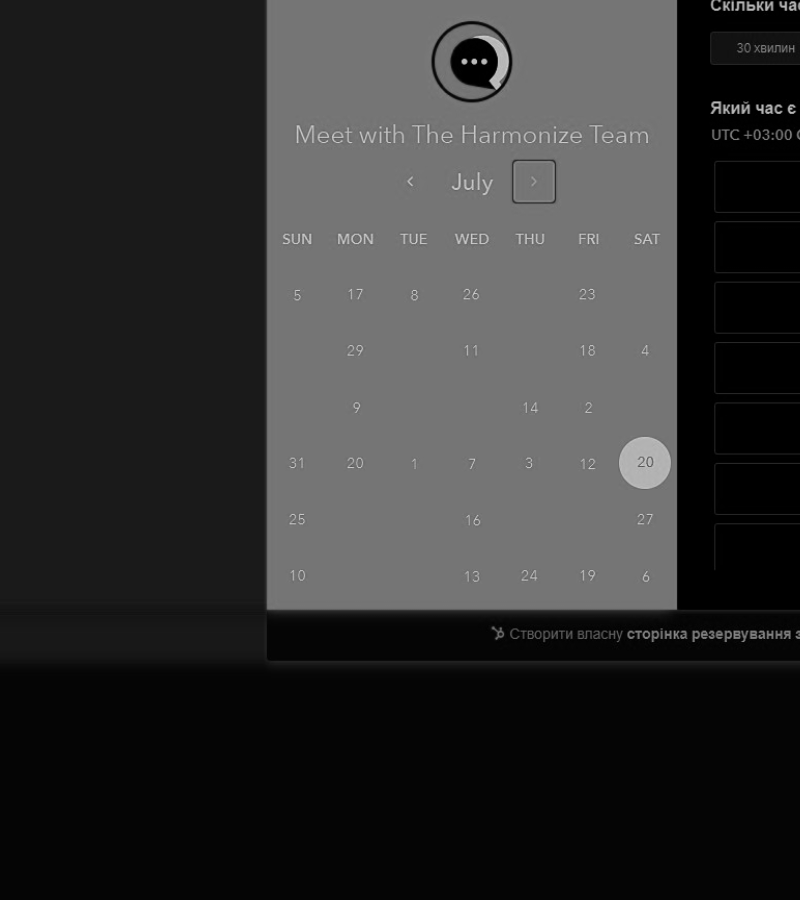 Скільки час
30 хвилин
Який час є
UTC +03:00
Meet with The Harmonize Team
July
SUN MON TUE WED THU FRI SAT
5 17 8 26 23
29 11 18 4
9 14 2
31 20 1 7 3 12 20
25 16 27
10 13 24 19 6
Створити власну сторінка резервування з